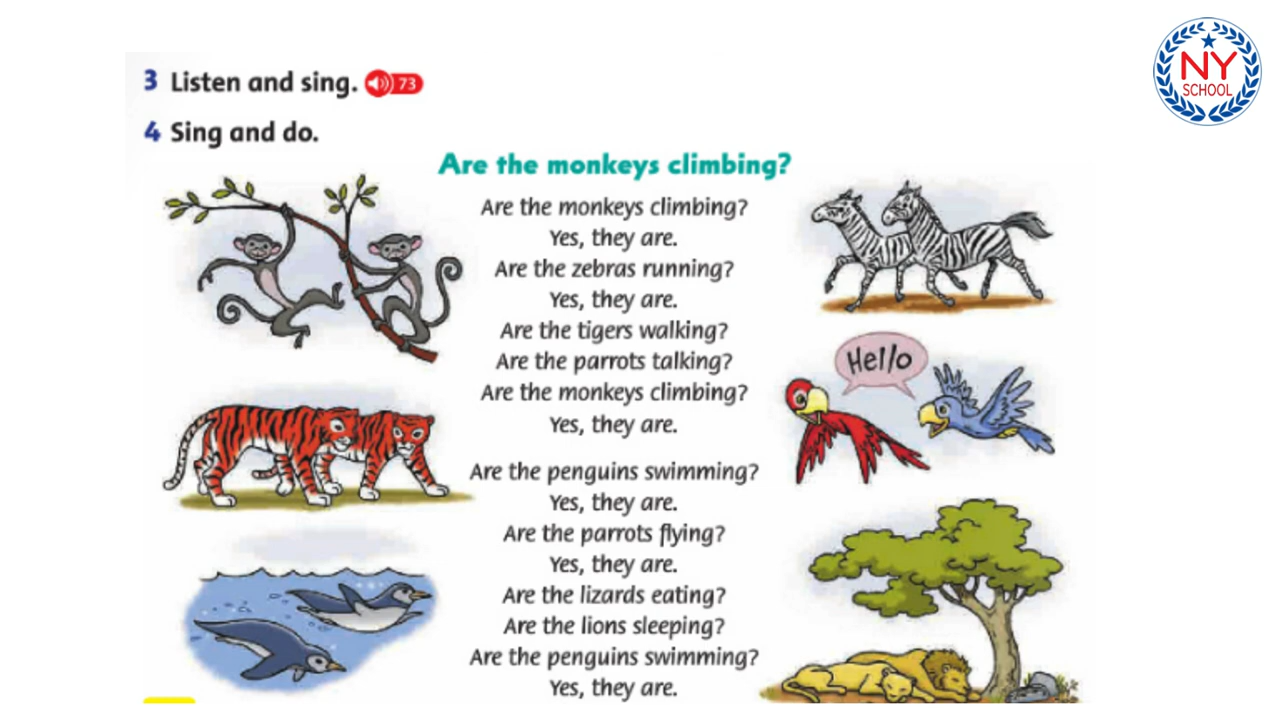 NY
SCHOOL
3 Listen and sing. 73
4 Sing and do.
Are the monkeys climbing?
Are the monkeys climbing?
Yes, they are.
Are the zebras running?
Yes, they are.
Are the tigers walking?
Are the parrots talking?
Are the monkeys climbing?
Yes, they are.
Hello
Are the penguins swimming?
Yes, they are.
Are the parrots flying?
Yes, they are.
Are the lizards eating?
Are the lions sleeping?
Are the penguins swimming?
Yes, they are.